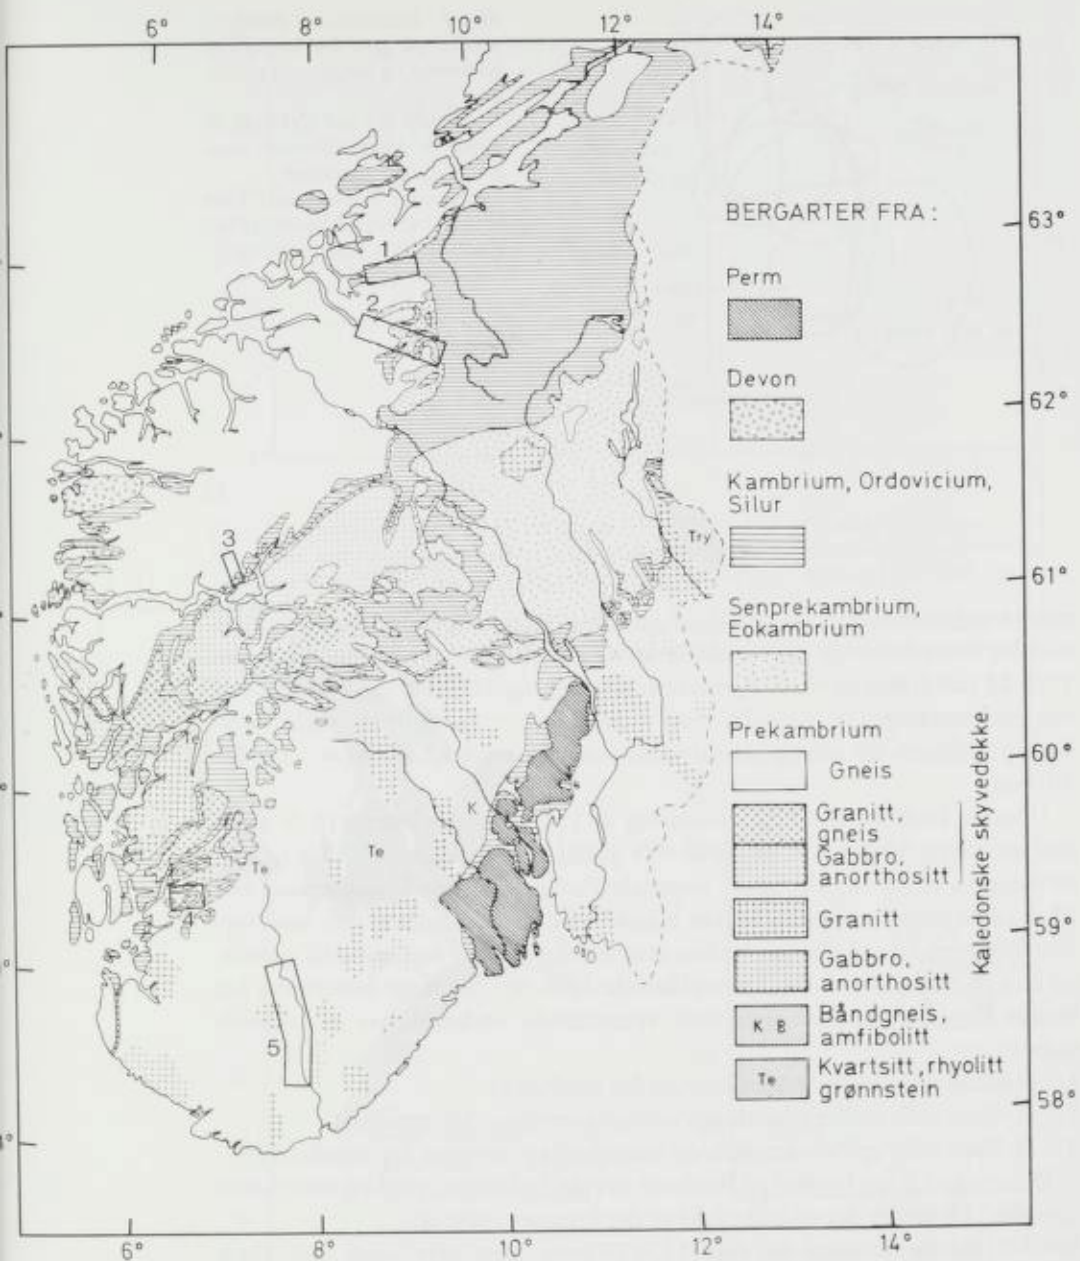 6° 8° 10° 12° 14°
BERGARTER FRA:
63°
Perm
1
2
Devon
62°
Kambrium, Ordovicium,
Silur
Try
3
61°
Senprekambrium,
Eokambrium
Prekambrium
60°
Gneis
Granitt,
gneis
Gabbro,
anorthositt
Kaledonske skyvedekke
K
Te
Te
4
Granitt
59°
Gabbro,
anorthositt
5
K B
Båndgneis,
amfibolitt
Te
Kvartsitt, rhyolitt
grønnstein
58°
6° 8° 10° 12° 14°